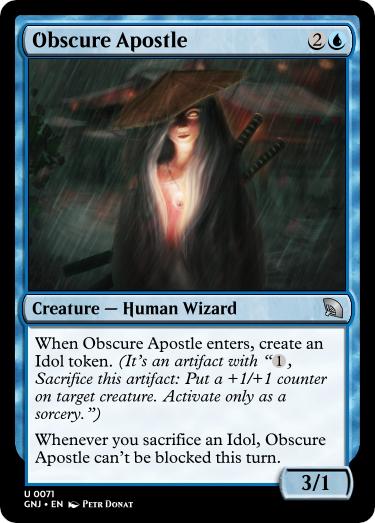 Obscure Apostle 2
Creature — Human Wizard
When Obscure Apostle enters, create an
Idol token. (It's an artifact with “1,
Sacrifice this artifact: Put a +1/+1 counter
on target creature. Activate only as a
sorcery.”)
Whenever you sacrifice an Idol, Obscure
Apostle can't be blocked this turn.
3/1
U 0071
GNJ • EN Petr Donat